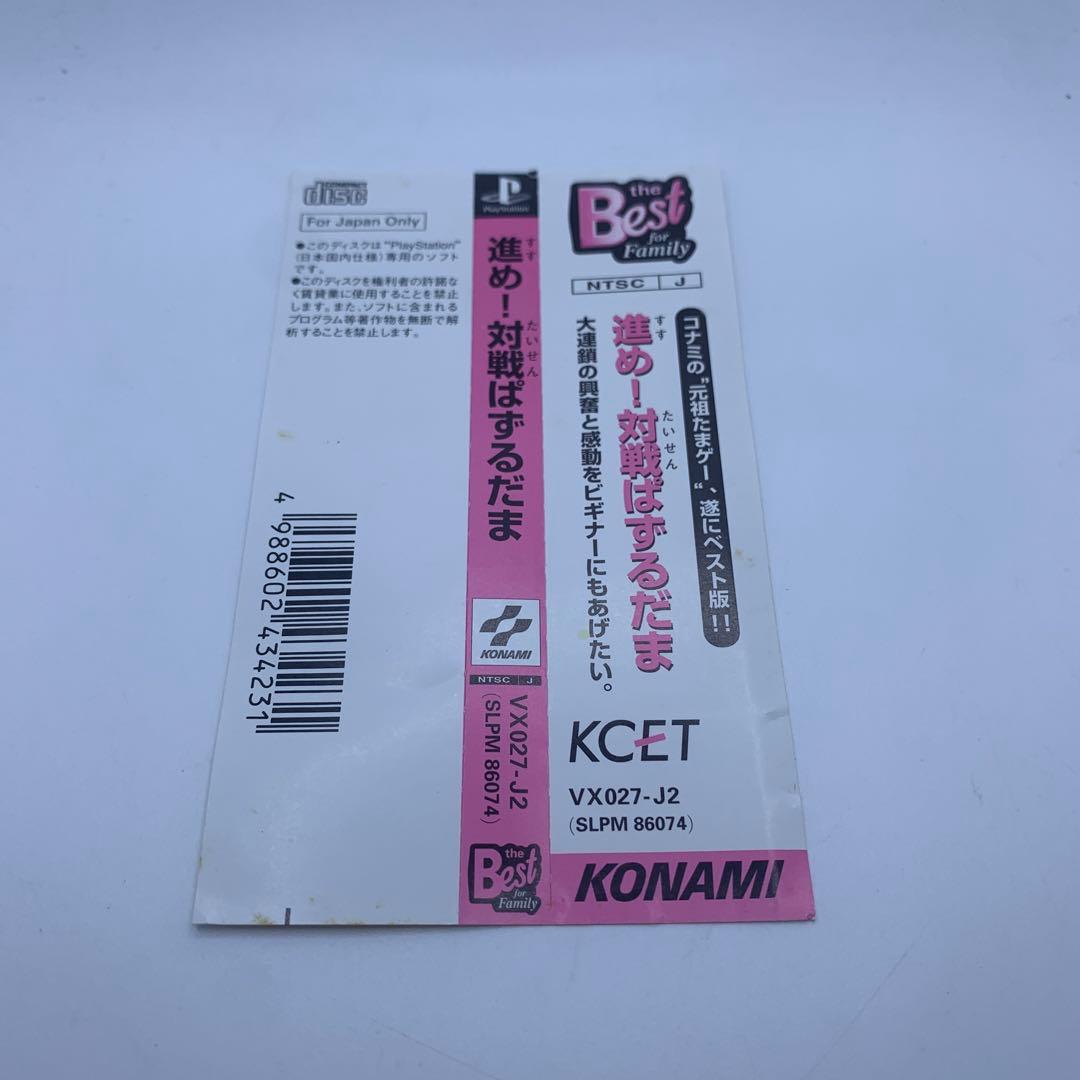 COMPACT
disc
For Japan Only
●このディスクは"PlayStation"
(日本国内仕様)専用のソフト
です。
●このディスクを権利者の許諾な
く賃貸業に使用することを禁止
します。また、ソフトに含まれる
プログラム等著作物を無断で解
析することを禁止します。
4 988602 434231
PlayStation
すす
たいせん
進め!対戦ぱずるだま
KONAMI
NTSC J
VX027-J2
(SLPM 86074)
the
Best
for
Family
the
Best
for
Family
NTSC J
コナミの"元祖たまゲー"、遂にベスト版!!
すす
たいせん
進め!対戦ぱずるだま
大連鎖の興奮と感動をビギナーにもあげたい。
KCET
VX027-J2
(SLPM 86074)
KONAMI